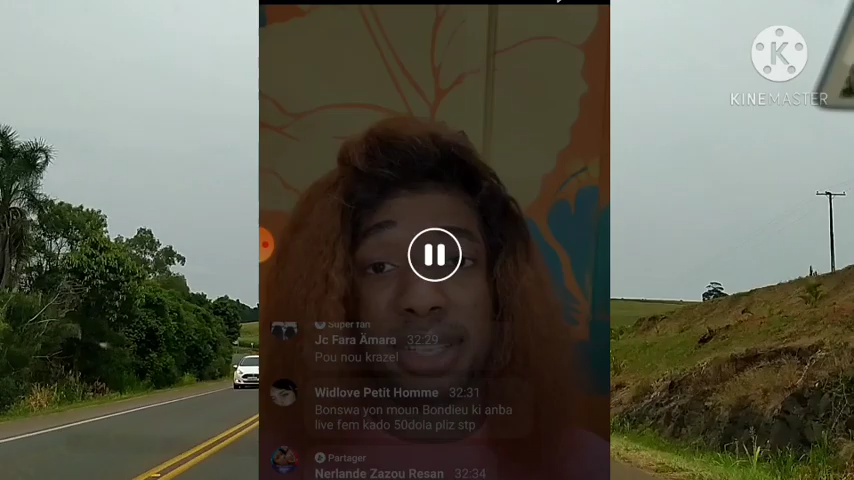 KINEMASTER
Super fan
Jc Fara Ämara 32:29
Pou nou krazel
Widlove Petit Homme 32:31
Bonswa yon moun Bondieu ki anba
live fem kado 50dola pliz stp
Partager
Nerlande Zazou Resan 32:34